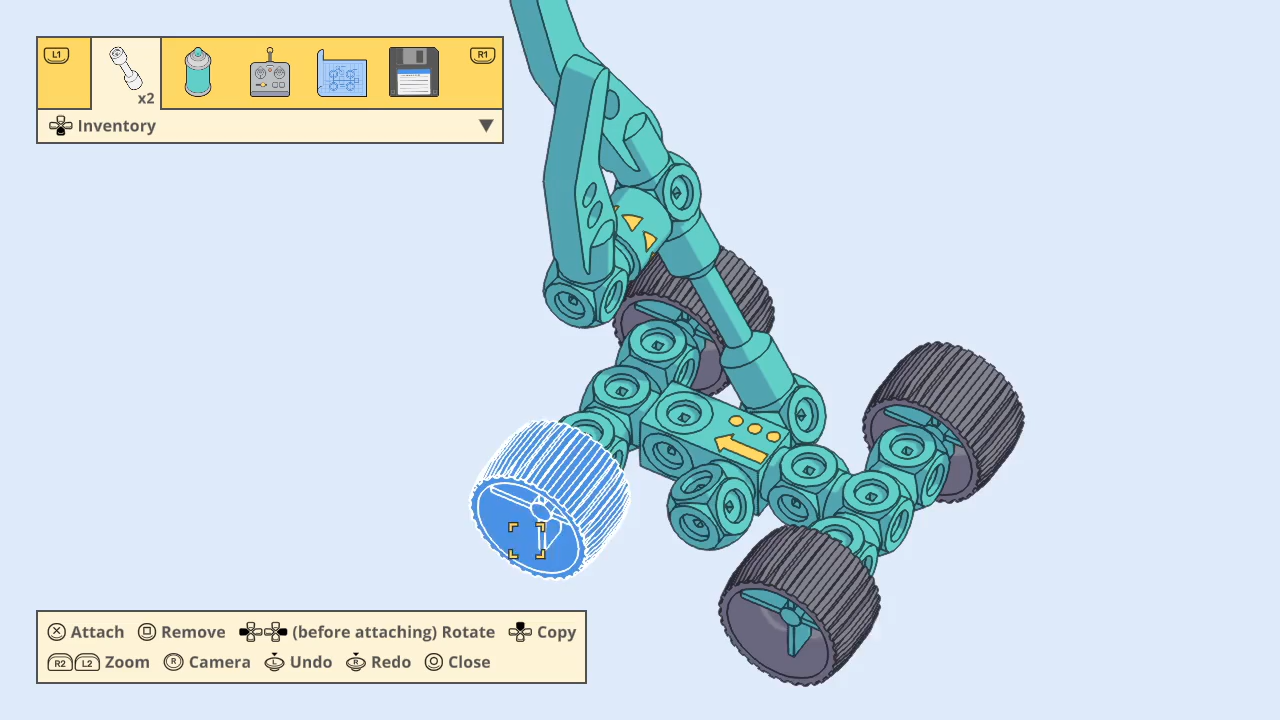 L1
R1
x2
Inventory
Attach Remove (before attaching) Rotate Copy
R2 L2 Zoom R Camera L Undo R Redo Close